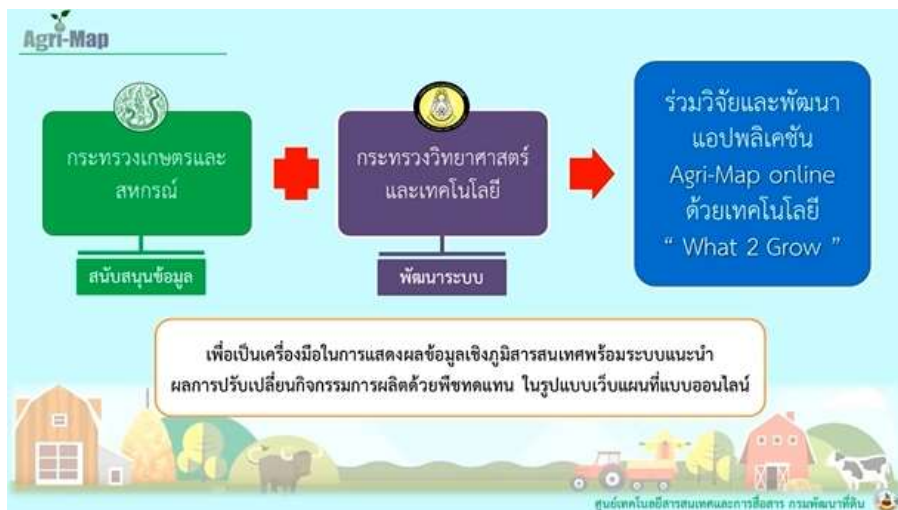 Agri-Map
กระทรวงเกษตรและ
สหกรณ์
สนับสนุนข้อมูล
กระทรวงวิทยาศาสตร์
และเทคโนโลยี
พัฒนาระบบ
ร่วมวิจัยและพัฒนา
แอปพลิเคชัน
Agri-Map online
ด้วยเทคโนโลยี
“ What 2 Grow ”
เพื่อเป็นเครื่องมือในการแสดงผลข้อมูลเชิงภูมิสารสนเทศพร้อมระบบแนะนำ
ผลการปรับเปลี่ยนกิจกรรมการผลิตด้วยพืชทดแทน ในรูปแบบเว็บแผนที่แบบออนไลน์
ศูนย์เทคโนโลยีสารสนเทศและการสื่อสาร กรมพัฒนาที่ดิน